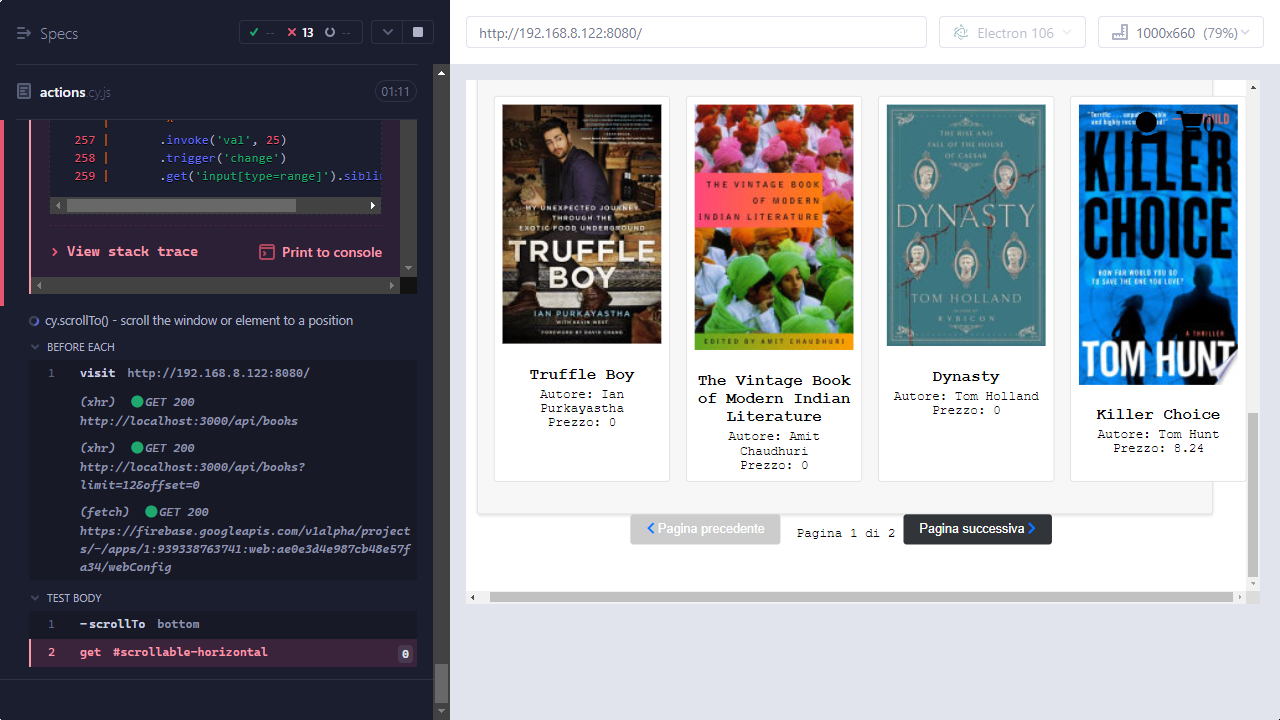 Specs
-- 13 --
actions cy.js
01:11
257 | .invoke('val', 25)
258 | .trigger('change')
259 | .get('input[type=range]').siblin
View stack trace
Print to console
cy.scrollTo() - scroll the window or element to a position
BEFORE EACH
1 visit http://192.168.8.122:8080/
(xhr) GET 200
http://localhost:3000/api/books
(xhr) GET 200
http://localhost:3000/api/books?
limit=12&offset=0
(fetch) GET 200
https://firebase.googleapis.com/v1alpha/project
s/-/apps/1:939338763741:web:ae0e3d4e987cb48e57f
a34/webConfig
TEST BODY
1 -scrollTo bottom
2 get #scrollable-horizontal 0
http://192.168.8.122:8080/
Electron 106
1000x660 (79%)
MY UNEXPECTED JOURNEY
THROUGH THE
EXOTIC FOOD UNDERGROUND
TRUFFLE
BOY
IAN PURKAYASTHA
WITH KEVIN WEST
FOREWORD BY DAVID CHANG
Truffle Boy
Autore: Ian
Purkayastha
Prezzo: 0
THE VINTAGE BOOK
OF MODERN
INDIAN LITERATURE
EDITED BY AMIT CHAUDHURI
The Vintage Book
of Modern Indian
Literature
Autore: Amit
Chaudhuri
Prezzo: 0
THE RISE AND
FALL OF THE HOUSE
OF CAESAR
DYNASTY
TOM HOLLAND
AUTHOR OF
RUBICON
Dynasty
Autore: Tom Holland
Prezzo: 0
KILLER
CHOICE
HOW FAR WOULD YOU GO
TO SAVE THE ONE YOU LOVE?
A THRILLER
TOM HUNT
Killer Choice
Autore: Tom Hunt
Prezzo: 8.24
Pagina precedente
Pagina 1 di 2
Pagina successiva